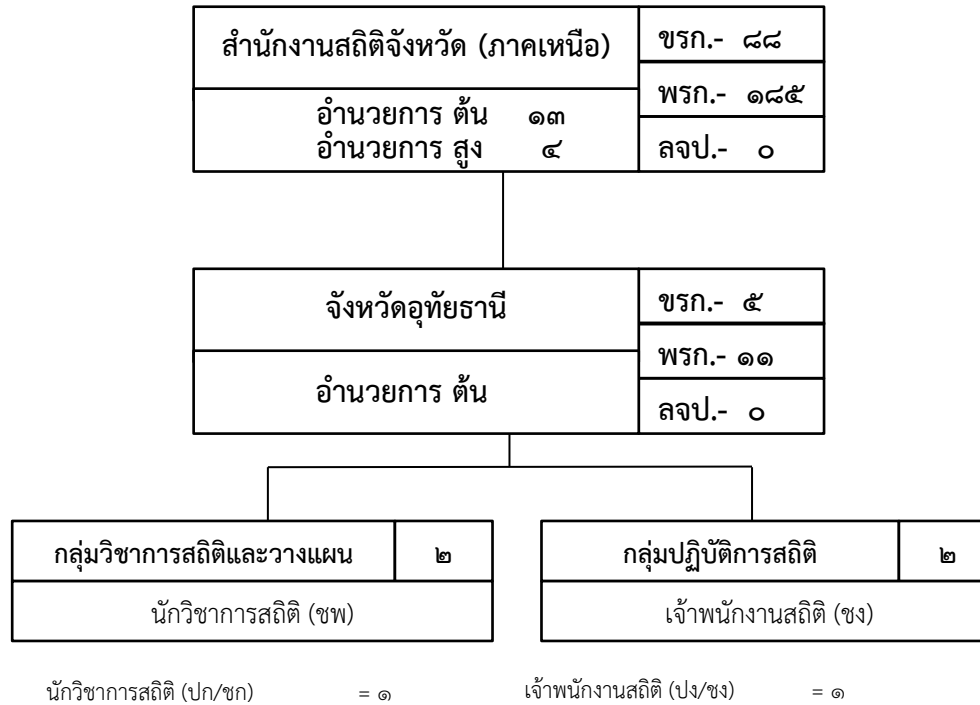 สำนักงานสถิติจังหวัด (ภาคเหนือ)
ขรก.- ๘๘
พรก.- ๑๘๕
อำนวยการ ต้น ๑๓
อำนวยการ สูง ๔
ลจป.- ๐
จังหวัดอุทัยธานี
ขรก.- ๕
พรก.- ๑๑
อำนวยการ ต้น
ลจป.- ๐
กลุ่มวิชาการสถิติและวางแผน ๒
กลุ่มปฏิบัติการสถิติ ๒
นักวิชาการสถิติ (ชพ)
เจ้าพนักงานสถิติ (ชง)
นักวิชาการสถิติ (ปก/ชก) = ๑
เจ้าพนักงานสถิติ (ปง/ชง) = ๑